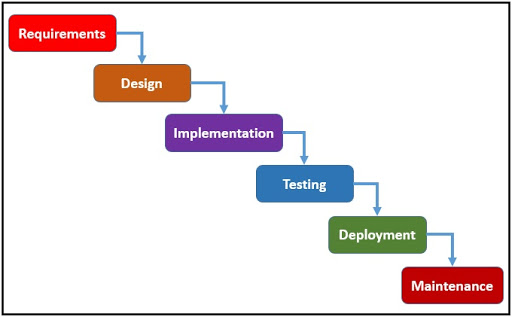 Requirements
Design
Implementation
Testing
Deployment
Maintenance